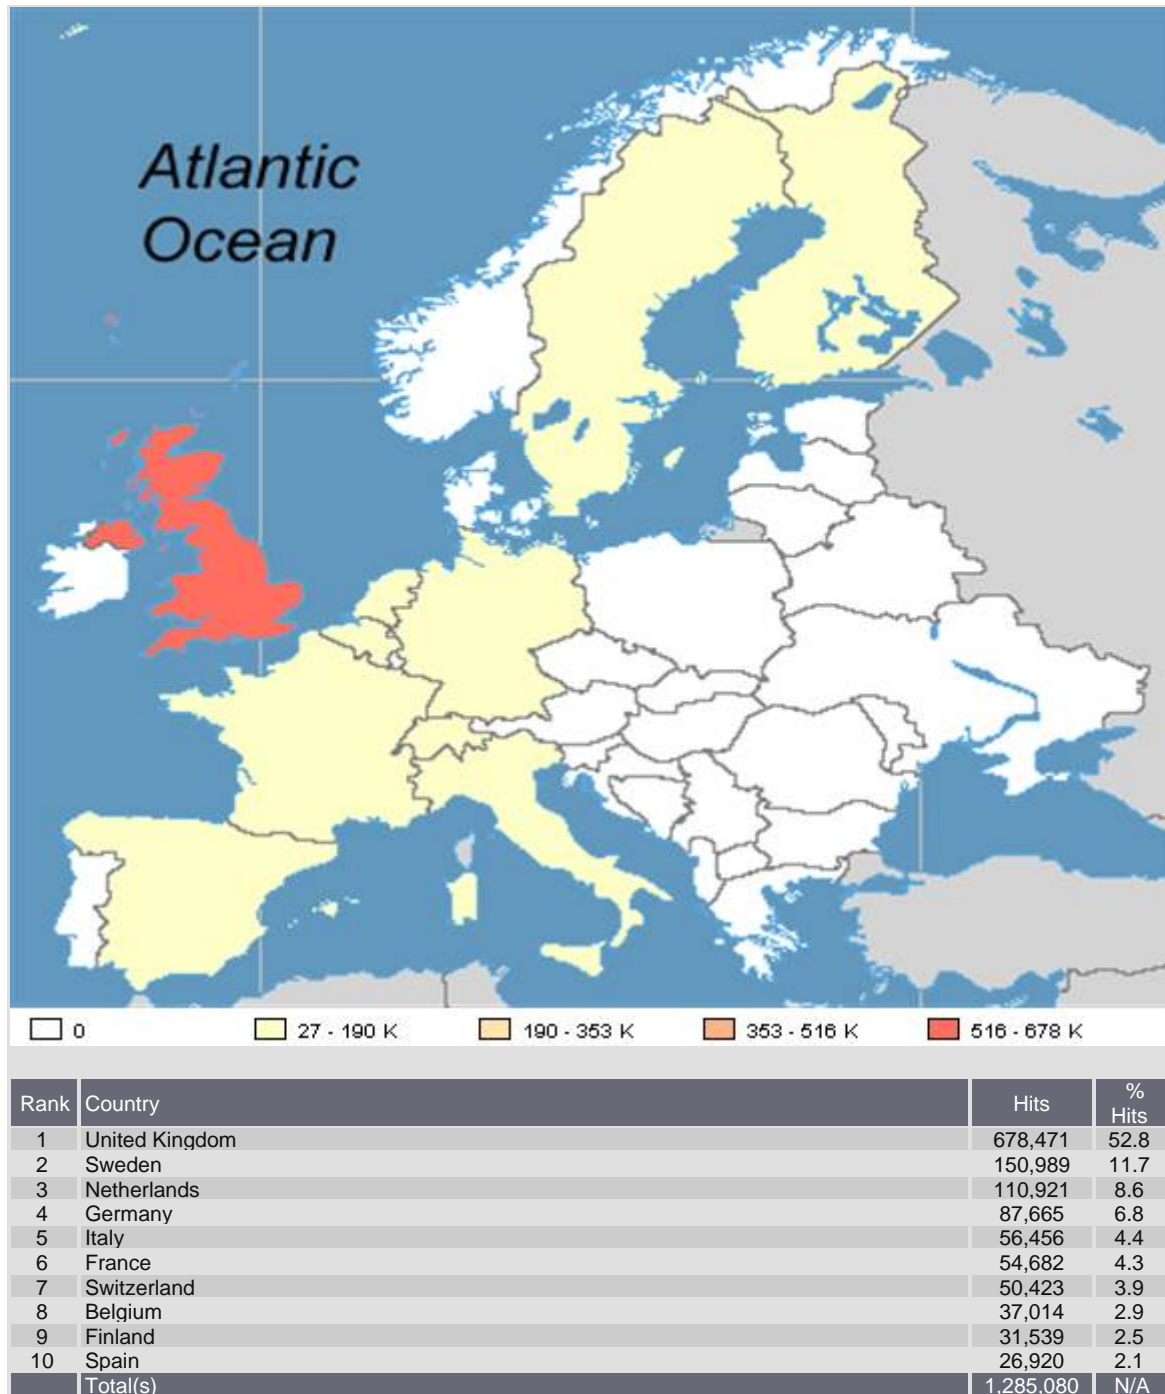 Atlantic
Ocean
0 27 - 190 K 190 - 353 K 353 - 516 K 516 - 678 K
Rank Country Hits % Hits
1 United Kingdom 678,471 52.8
2 Sweden 150,989 11.7
3 Netherlands 110,921 8.6
4 Germany 87,665 6.8
5 Italy 56,456 4.4
6 France 54,682 4.3
7 Switzerland 50,423 3.9
8 Belgium 37,014 2.9
9 Finland 31,539 2.5
10 Spain 26,920 2.1
Total(s) 1,285,080 N/A